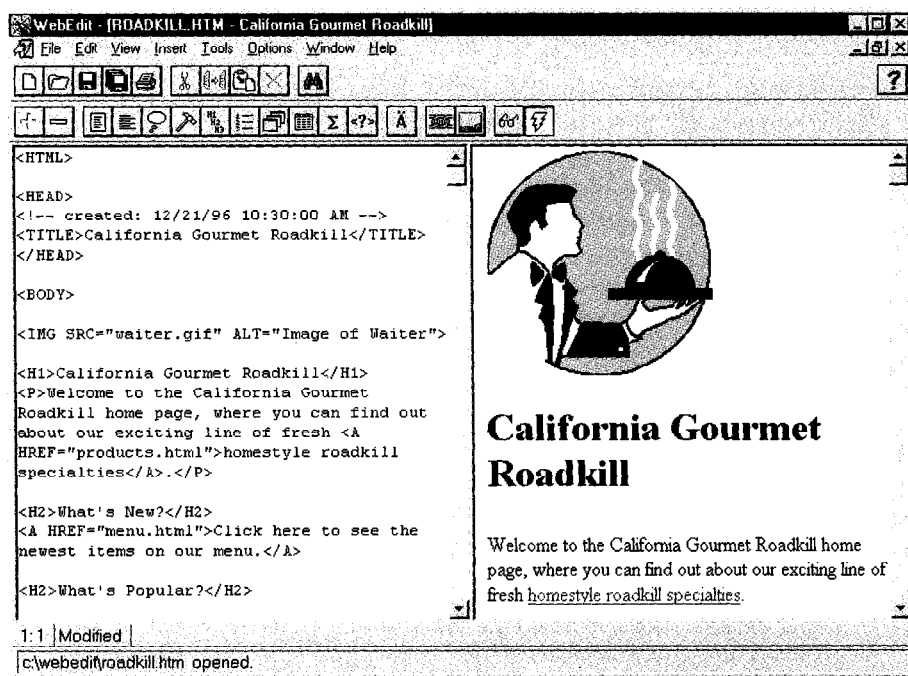 WebEdit - [ROADKILL.HTM - California Gourmet Roadkill]
File Edit View Insert Tools Options Window Help
?
Σ <?> Ä
<HTML>
<HEAD>
<!-- created: 12/21/96 10:30:00 AM -->
<TITLE>California Gourmet Roadkill</TITLE>
</HEAD>
<BODY>
<IMG SRC="waiter.gif" ALT="Image of Waiter">
<H1>California Gourmet Roadkill</H1>
<P>Welcome to the California Gourmet
Roadkill home page, where you can find out
about our exciting line of fresh <A
HREF="products.html">homestyle roadkill
specialties</A>.</P>
<H2>What's New?</H2>
<A HREF="menu.html">Click here to see the
newest items on our menu.</A>
<H2>What's Popular?</H2>
California Gourmet
Roadkill
Welcome to the California Gourmet Roadkill home
page, where you can find out about our exciting line of
fresh homestyle roadkill specialties.
1:1 Modified
c:\webedit\roadkill.htm opened.